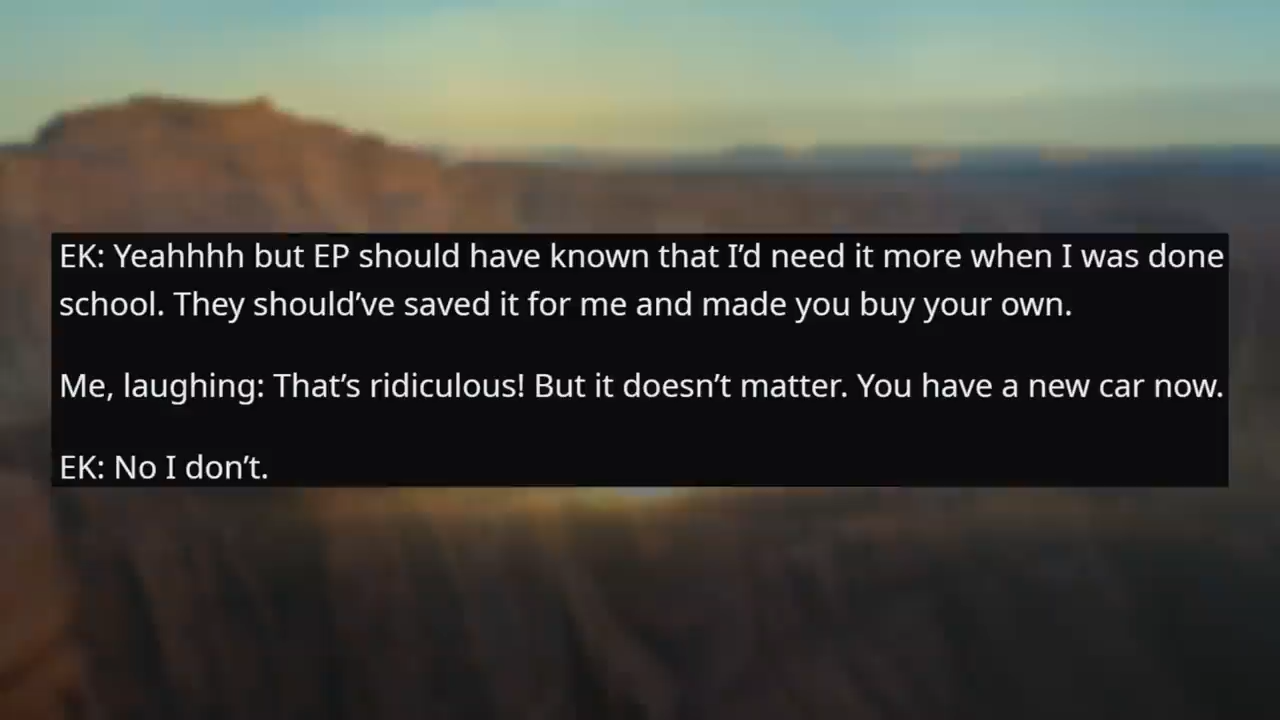 EK: Yeahhhh but EP should have known that I’d need it more when I was done
school. They should’ve saved it for me and made you buy your own.
Me, laughing: That’s ridiculous! But it doesn’t matter. You have a new car now.
EK: No I don’t.